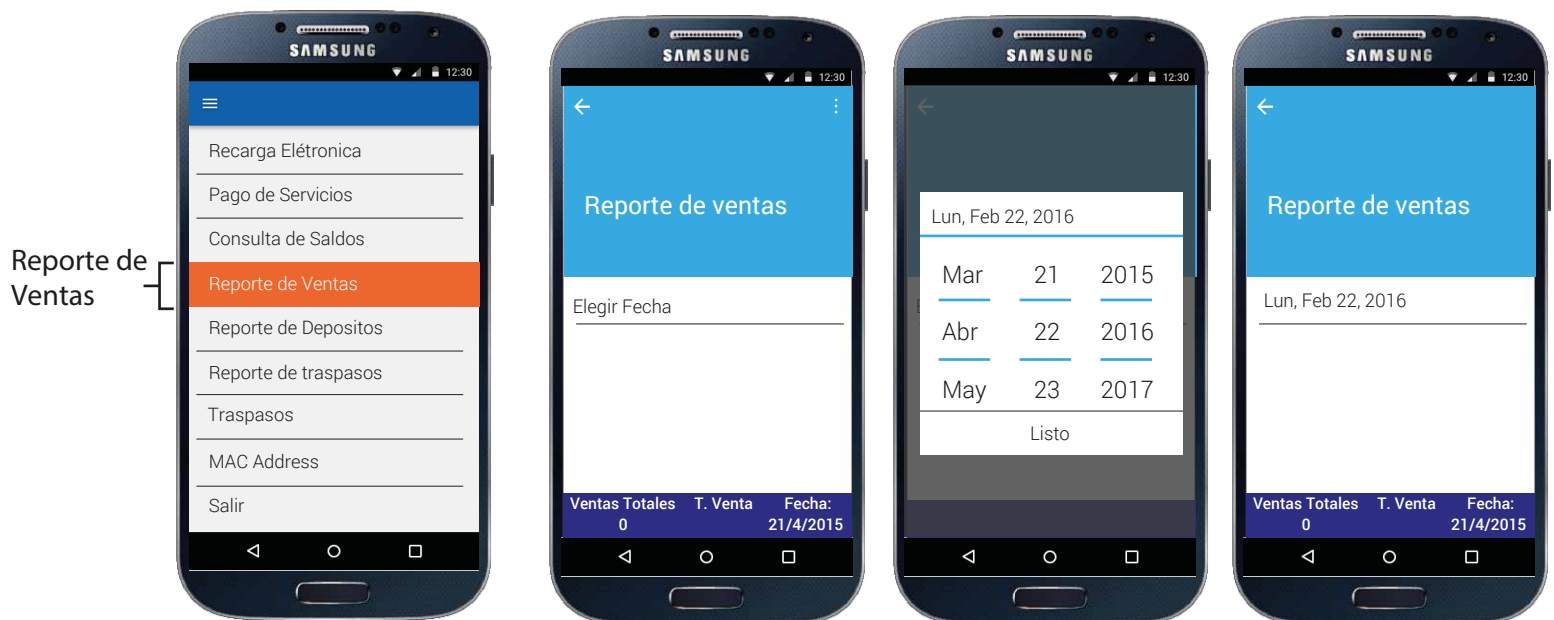 Reporte de
Ventas
SAMSUNG
12:30
Recarga Elétronica
Pago de Servicios
Consulta de Saldos
Reporte de Ventas
Reporte de Depositos
Reporte de traspasos
Traspasos
MAC Address
Salir
SAMSUNG
12:30
Reporte de ventas
Elegir Fecha
Ventas Totales T. Venta Fecha:
0 21/4/2015
SAMSUNG
12:30
Lun, Feb 22, 2016
Mar 21 2015
Abr 22 2016
May 23 2017
Listo
SAMSUNG
12:30
Reporte de ventas
Lun, Feb 22, 2016
Ventas Totales T. Venta Fecha:
0 21/4/2015